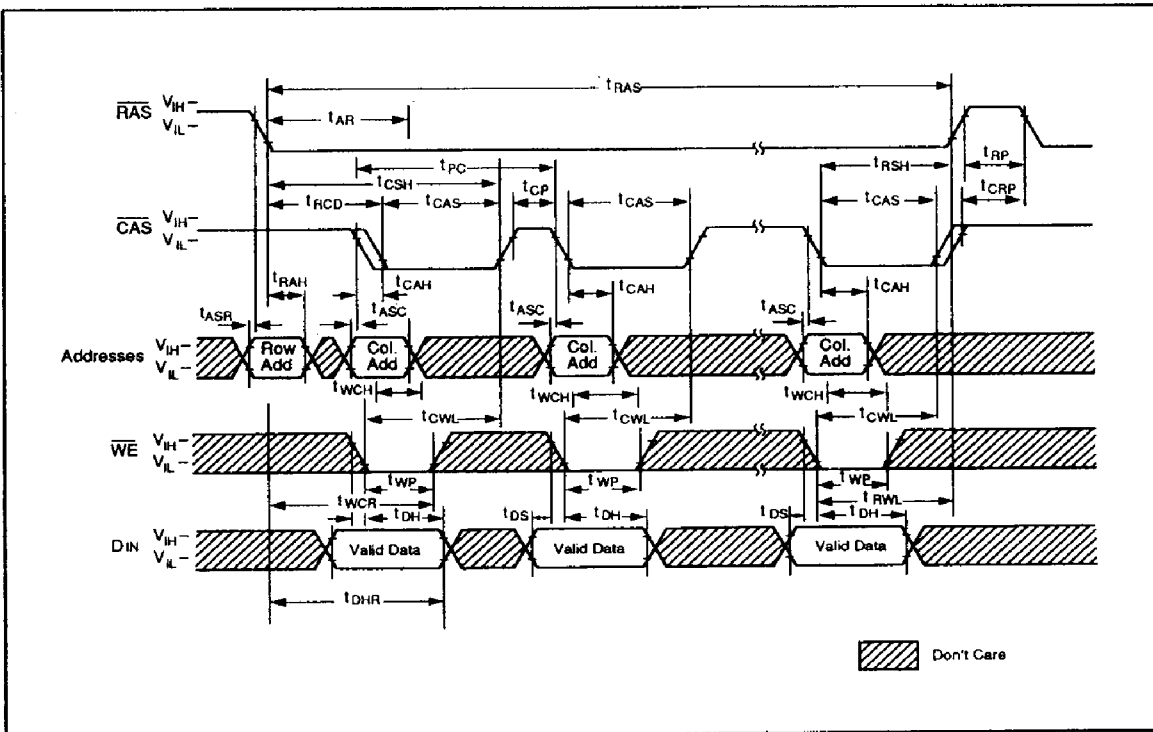 tRAS
RAS VIH
VIL
tAR
tPC
tRSH
tRP
tCSH
tRCD
tCAS
tCP
tCAS
tCAS
tCRP
CAS VIH
VIL
tRAH
tCAH
tCAH
tCAH
tASR
tASC
tASC
tASC
Addresses VIH
VIL
Row Add
Col. Add
Col. Add
Col. Add
tWCH
tWCH
tWCH
tCWL
tCWL
tCWL
WE VIH
VIL
tWP
tWP
tWP
tWCR
tRWL
tDH
tDS
tDH
tDS
tDH
DIN VIH
VIL
Valid Data
Valid Data
Valid Data
tDHR
Don't Care